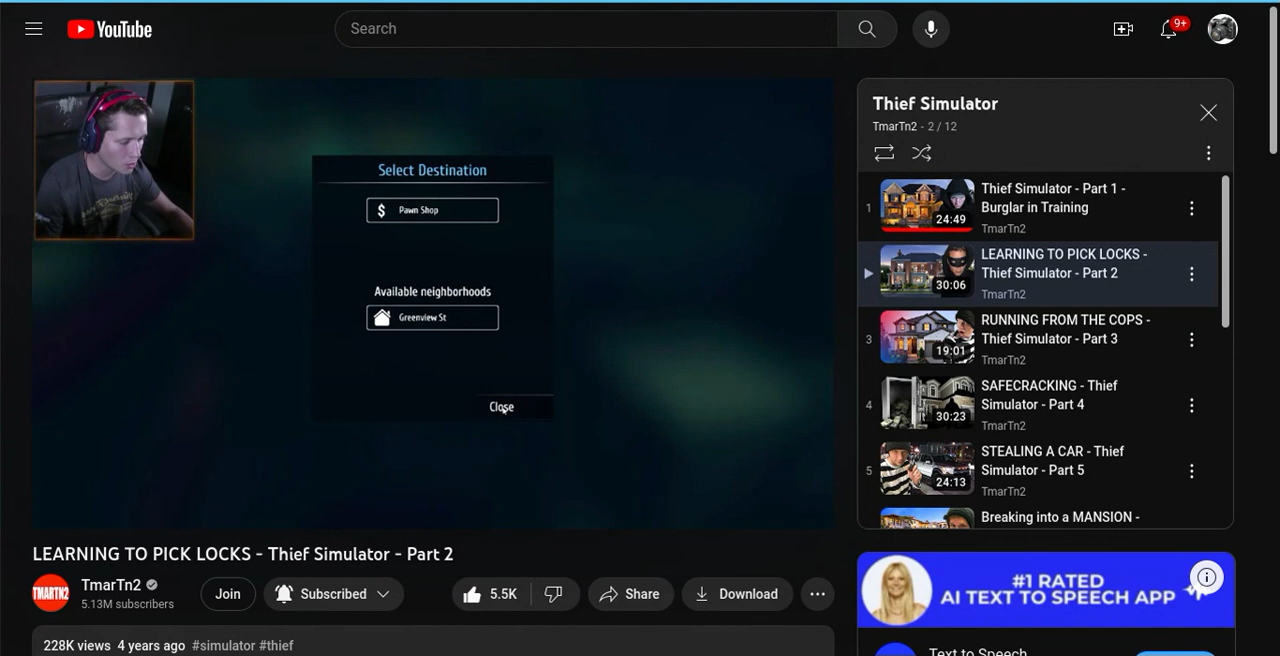 YouTube
Search
9+
Select Destination
$ Pawn Shop
Available neighborhoods
Greenview St
Close
LEARNING TO PICK LOCKS - Thief Simulator - Part 2
TMARTN2
TmarTn2
5.13M subscribers
Join
Subscribed
5.5K
Share
Download
228K views 4 years ago #simulator #thief
Thief Simulator
TmarTn2 - 2 / 12
1
24:49
Thief Simulator - Part 1 -
Burglar in Training
TmarTn2
30:06
LEARNING TO PICK LOCKS -
Thief Simulator - Part 2
TmarTn2
3
19:01
RUNNING FROM THE COPS -
Thief Simulator - Part 3
TmarTn2
4
30:23
SAFECRACKING - Thief
Simulator - Part 4
TmarTn2
5
24:13
STEALING A CAR - Thief
Simulator - Part 5
TmarTn2
Breaking into a MANSION -
#1 RATED
AI TEXT TO SPEECH APP
Text to Speech